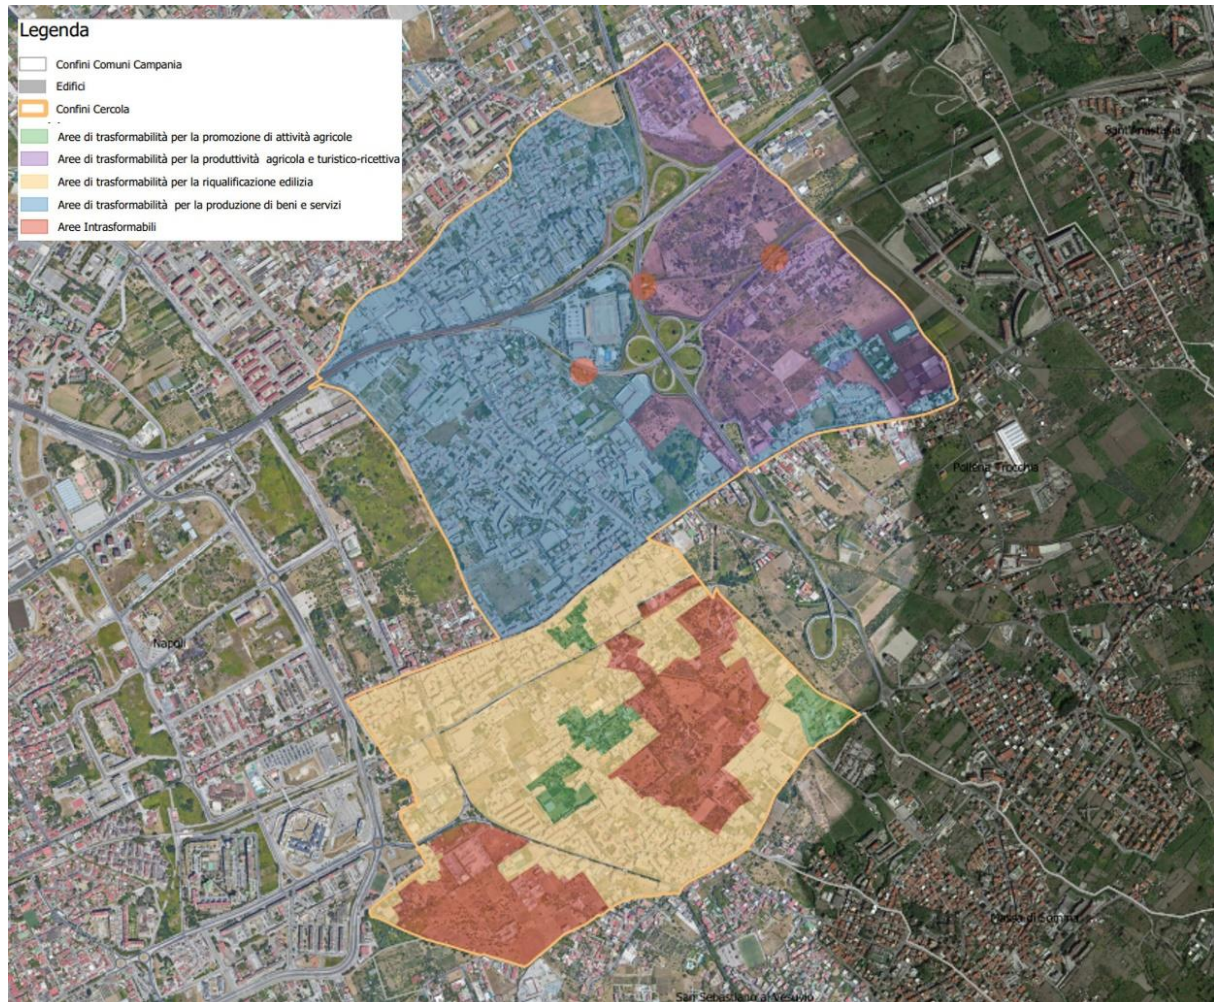 Legenda
Confini Comuni Campania
Edifici
Confini Cercola
Aree di trasformabilità per la promozione di attività agricole
Aree di trasformabilità per la produttività agricola e turistico-ricettiva
Aree di trasformabilità per la riqualificazione edilizia
Aree di trasformabilità per la produzione di beni e servizi
Aree Intrasformabili
Sant'Anastasia
Pollena Trocchia
Napoli
Massa di Somma
San Sebastiano al Vesuvio